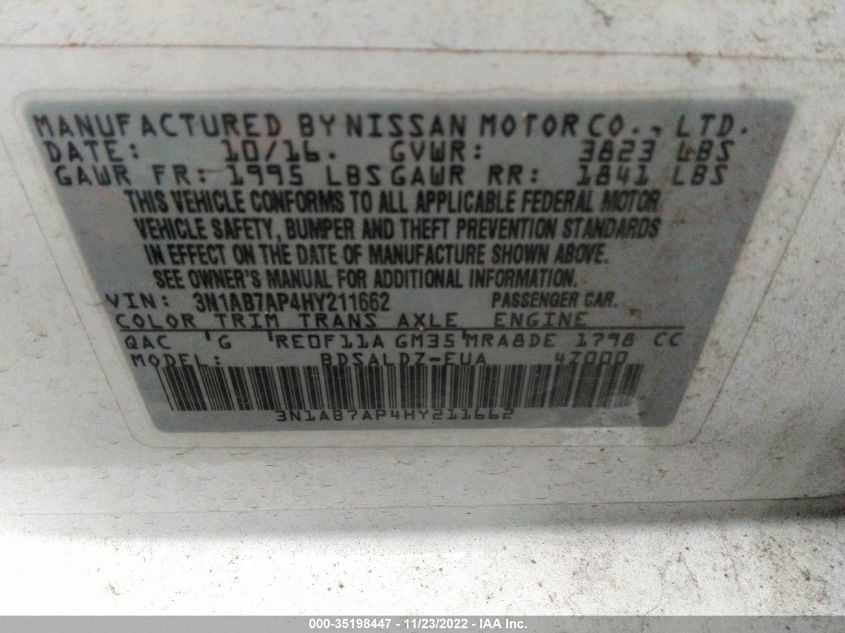 MANUFACTURED BY NISSAN MOTOR CO., LTD.
DATE: 10/16. GVWR: 3823 LBS
GAWR FR: 1995 LBS GAWR RR: 1841 LBS
THIS VEHICLE CONFORMS TO ALL APPLICABLE FEDERAL MOTOR
VEHICLE SAFETY, BUMPER AND THEFT PREVENTION STANDARDS
IN EFFECT ON THE DATE OF MANUFACTURE SHOWN ABOVE.
SEE OWNER'S MANUAL FOR ADDITIONAL INFORMATION.
VIN: 3N1AB7AP4HY211662 PASSENGER CAR.
COLOR TRIM TRANS AXLE ENGINE
QAC 'G 'RE0F11A GM35 'MRA8DE 1798 CC
MODEL: BDSALDZ-EUA 4Z000
3N1AB7AP4HY211662
000-35198447 - 11/23/2022 - IAA Inc.